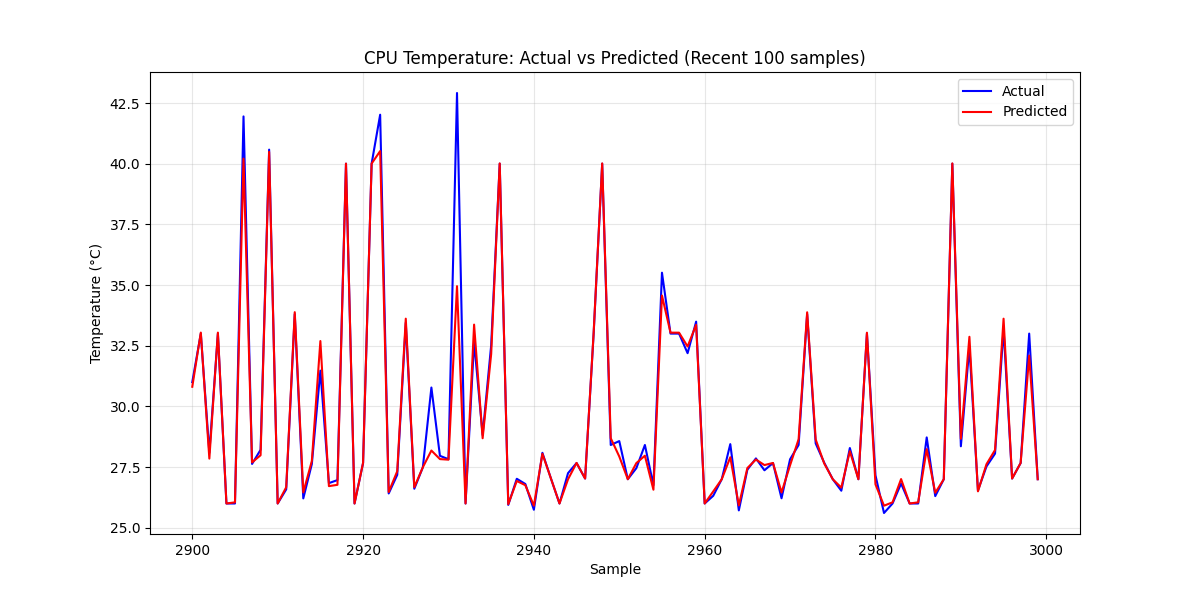 CPU Temperature: Actual vs Predicted (Recent 100 samples)
Actual
Predicted
Temperature (°C)
42.5
40.0
37.5
35.0
32.5
30.0
27.5
25.0
2900 2920 2940 2960 2980 3000
Sample